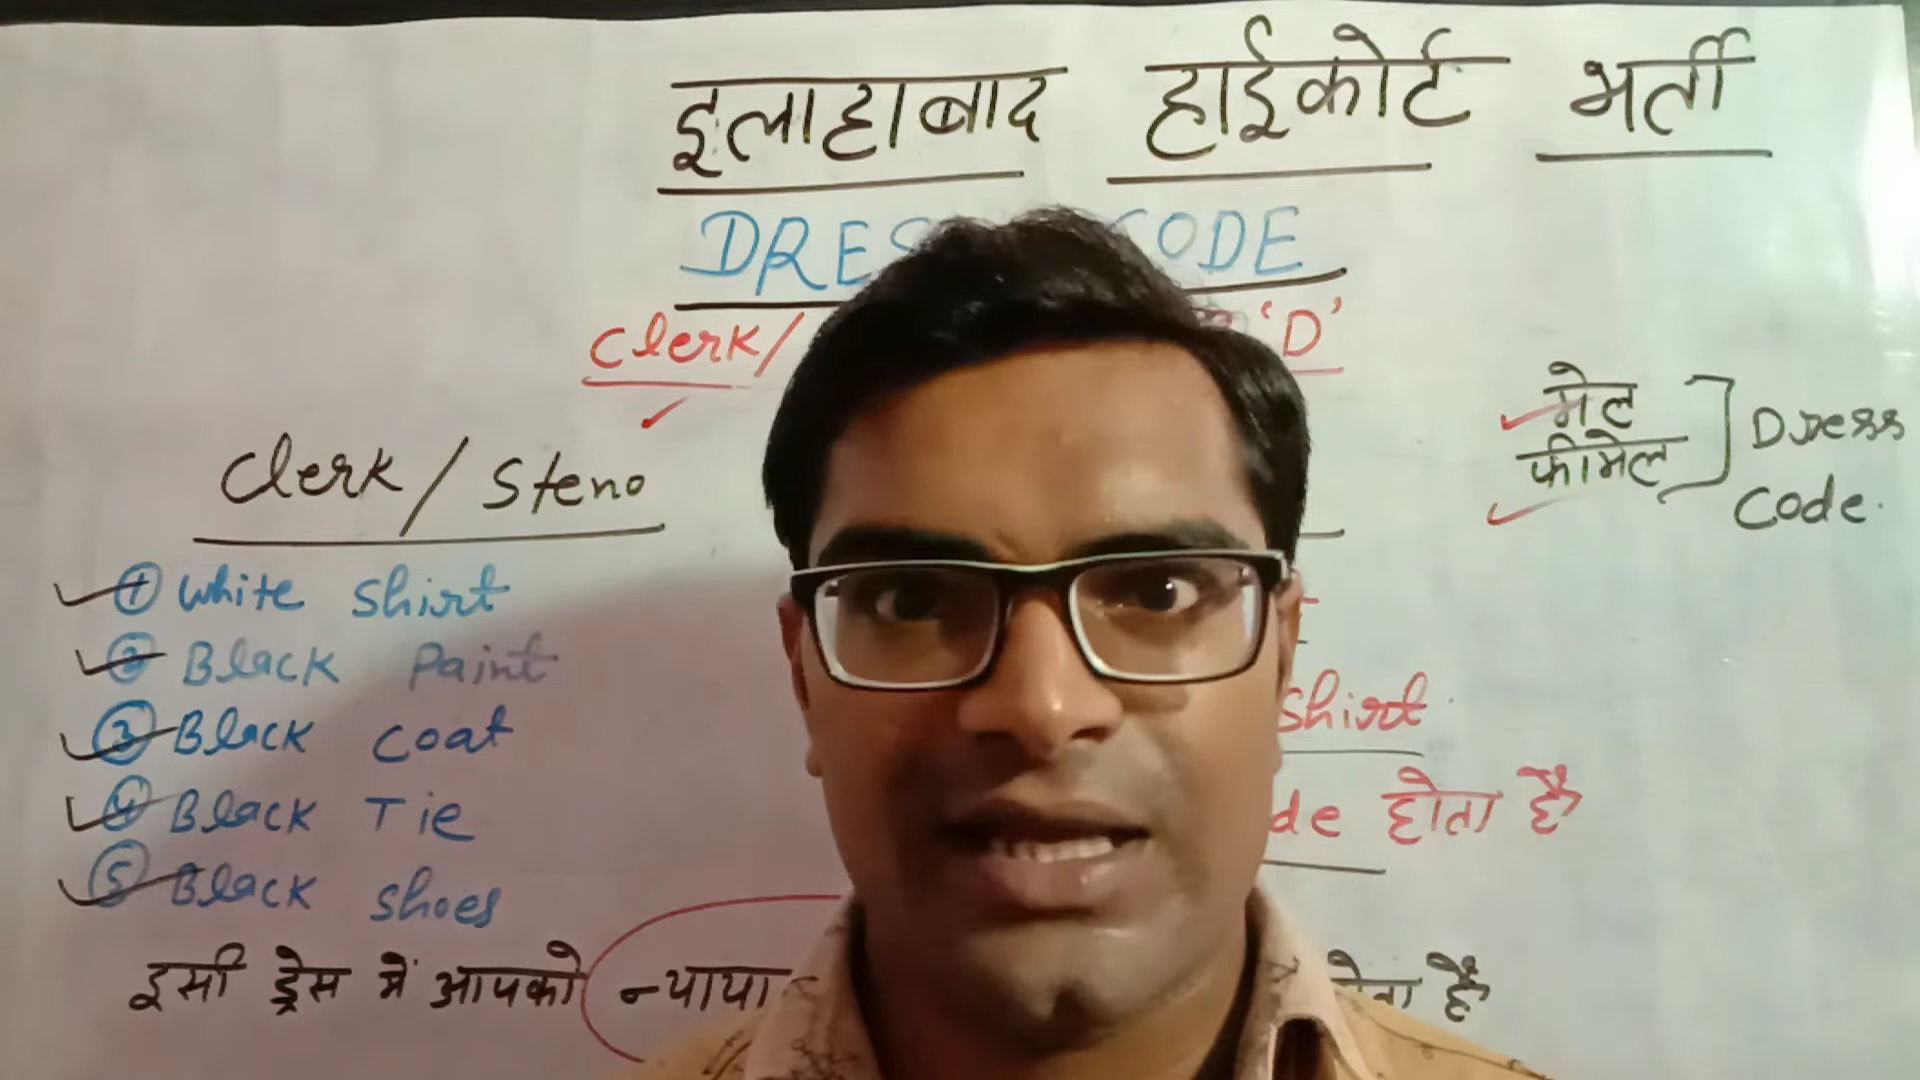 इलाहाबाद हाईकोर्ट भर्ती
DRES CODE
Clerk/ 'D'
मेल
फीमेल
Dress
Code.
Clerk / Steno
① White Shirt
② Black Paint
③ Black Coat
④ Black Tie
⑤ Black Shoes
Shirt
de होता है
इसी ड्रेस में आपको न्याया है